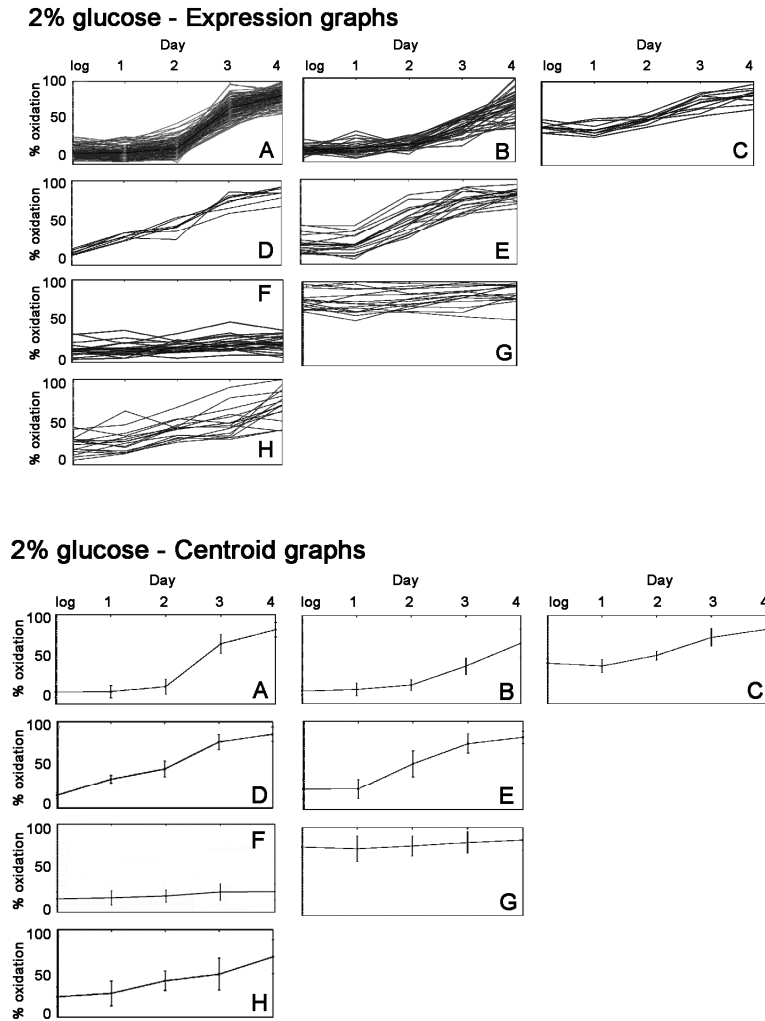 2% glucose - Expression graphs
Day Day Day
log 1 2 3 4 log 1 2 3 4 log 1 2 3 4
% oxidation 100 50 0 A B C
% oxidation 100 50 0 D E
% oxidation 100 50 0 F G
% oxidation 100 50 0 H
2% glucose - Centroid graphs
Day Day Day
log 1 2 3 4 log 1 2 3 4 log 1 2 3 4
% oxidation 100 50 0 A B C
% oxidation 100 50 0 D E
% oxidation 100 50 0 F G
% oxidation 100 50 0 H